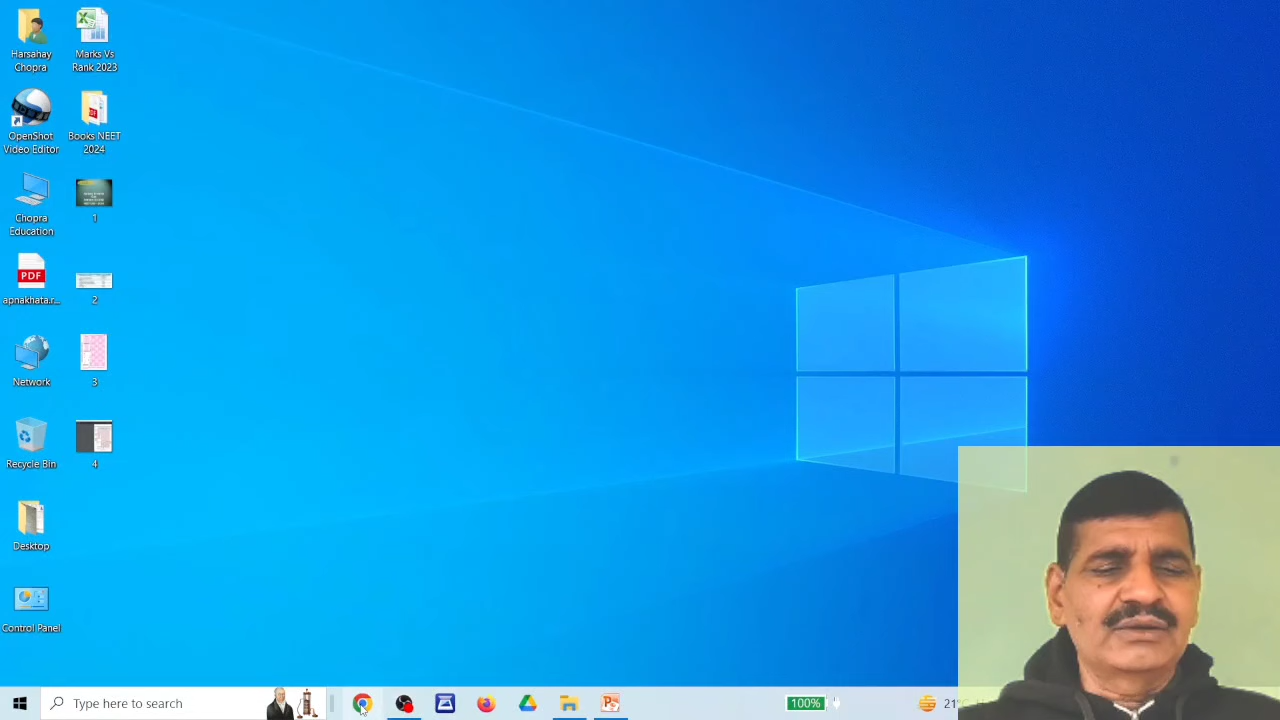 Harsahay
Chopra
Marks Vs
Rank 2023
OpenShot
Video Editor
Books NEET
2024
Chopra
Education
1
PDF
apnakhata.r...
2
Network
3
Recycle Bin
4
Desktop
Control Panel
Type here to search
100%
21°